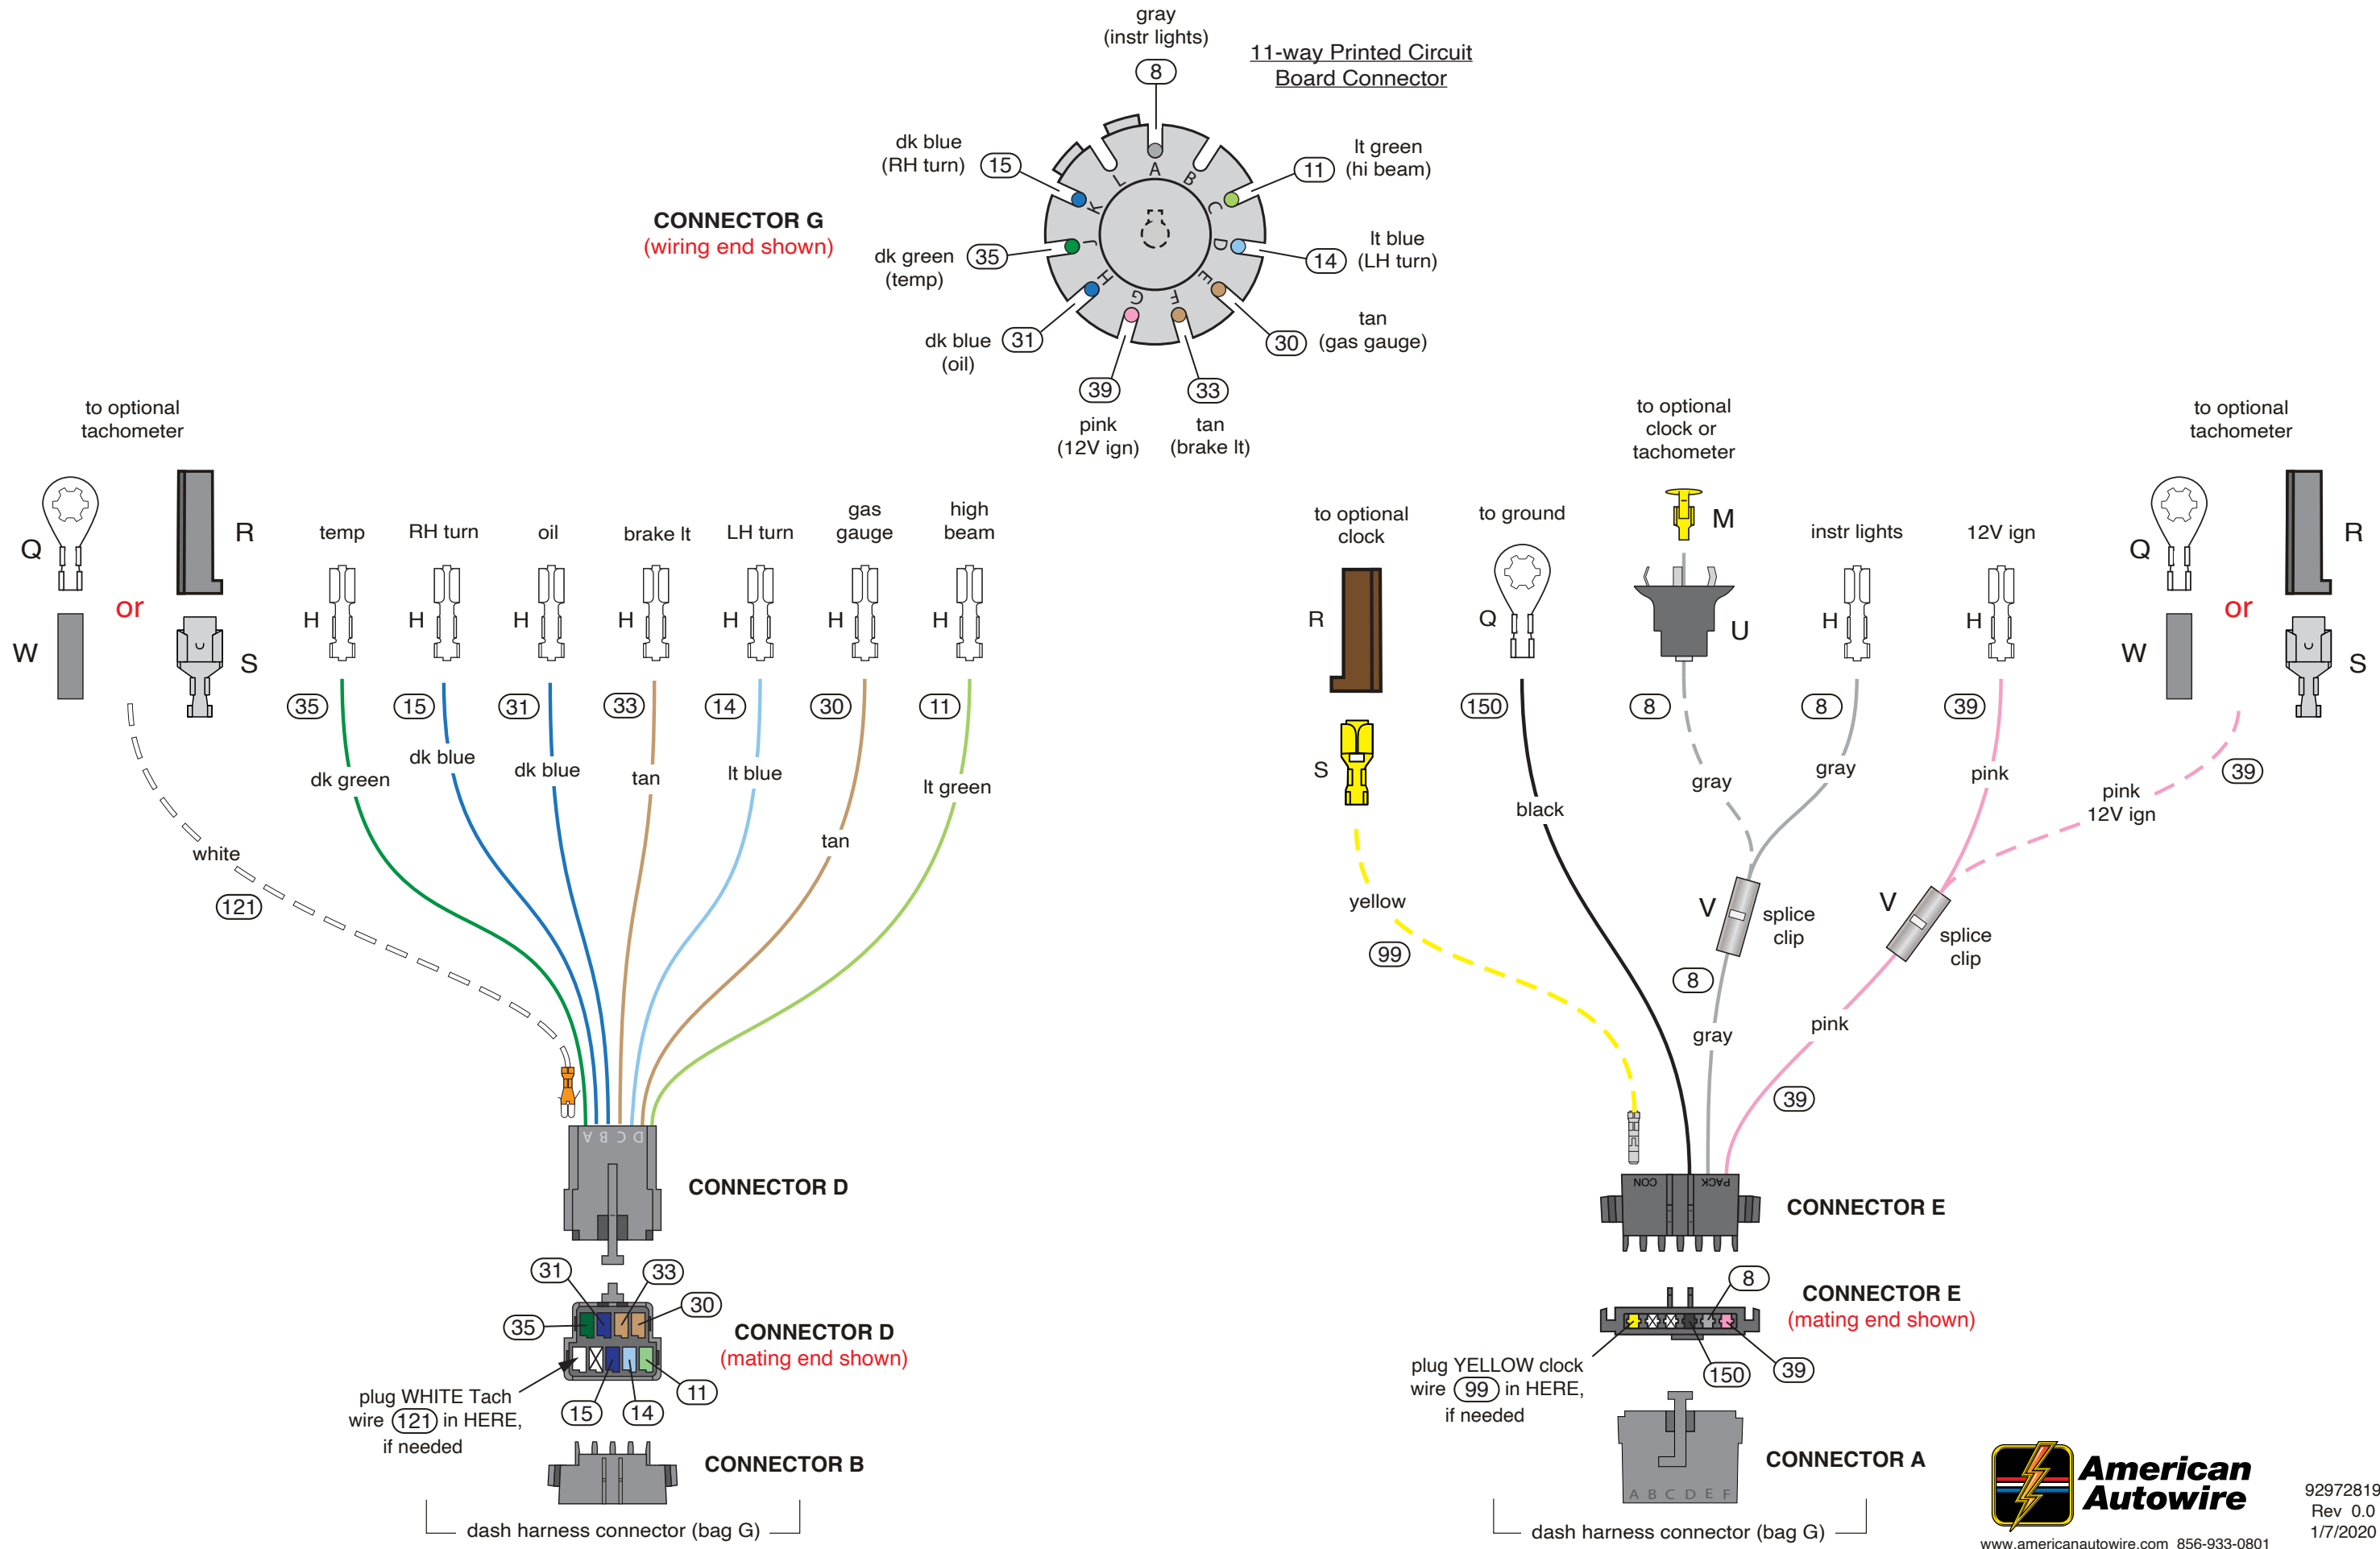 gray
(instr lights)
8
11-way Printed Circuit
Board Connector
dk blue
(RH turn)
15
lt green
(hi beam)
11
CONNECTOR G
(wiring end shown)
A
B
C
D
E
F
G
H
J
K
L
dk green
(temp)
35
lt blue
(LH turn)
14
dk blue
(oil)
31
tan
(gas gauge)
30
39
pink
(12V ign)
33
tan
(brake lt)
to optional
tachometer
Q
W
or
R
S
temp
RH turn
oil
brake lt
LH turn
gas
gauge
high
beam
H
H
H
H
H
H
H
35
15
31
33
14
30
11
dk green
dk blue
dk blue
tan
lt blue
tan
lt green
white
121
A B C D
CONNECTOR D
31
33
35
30
CONNECTOR D
(mating end shown)
11
15
14
plug WHITE Tach
wire 121 in HERE,
if needed
CONNECTOR B
dash harness connector (bag G)
to optional
clock
R
S
to ground
Q
to optional
clock or
tachometer
M
U
instr lights
H
12V ign
H
to optional
tachometer
Q
W
or
R
S
150
8
8
39
39
black
gray
gray
pink
pink
12V ign
yellow
99
V
splice
clip
V
splice
clip
8
gray
pink
39
CON
PACK
CONNECTOR E
8
CONNECTOR E
(mating end shown)
150
39
plug YELLOW clock
wire 99 in HERE,
if needed
CONNECTOR A
A B C D E F
dash harness connector (bag G)
American
Autowire
www.americanautowire.com 856-933-0801
92972819
Rev 0.0
1/7/2020